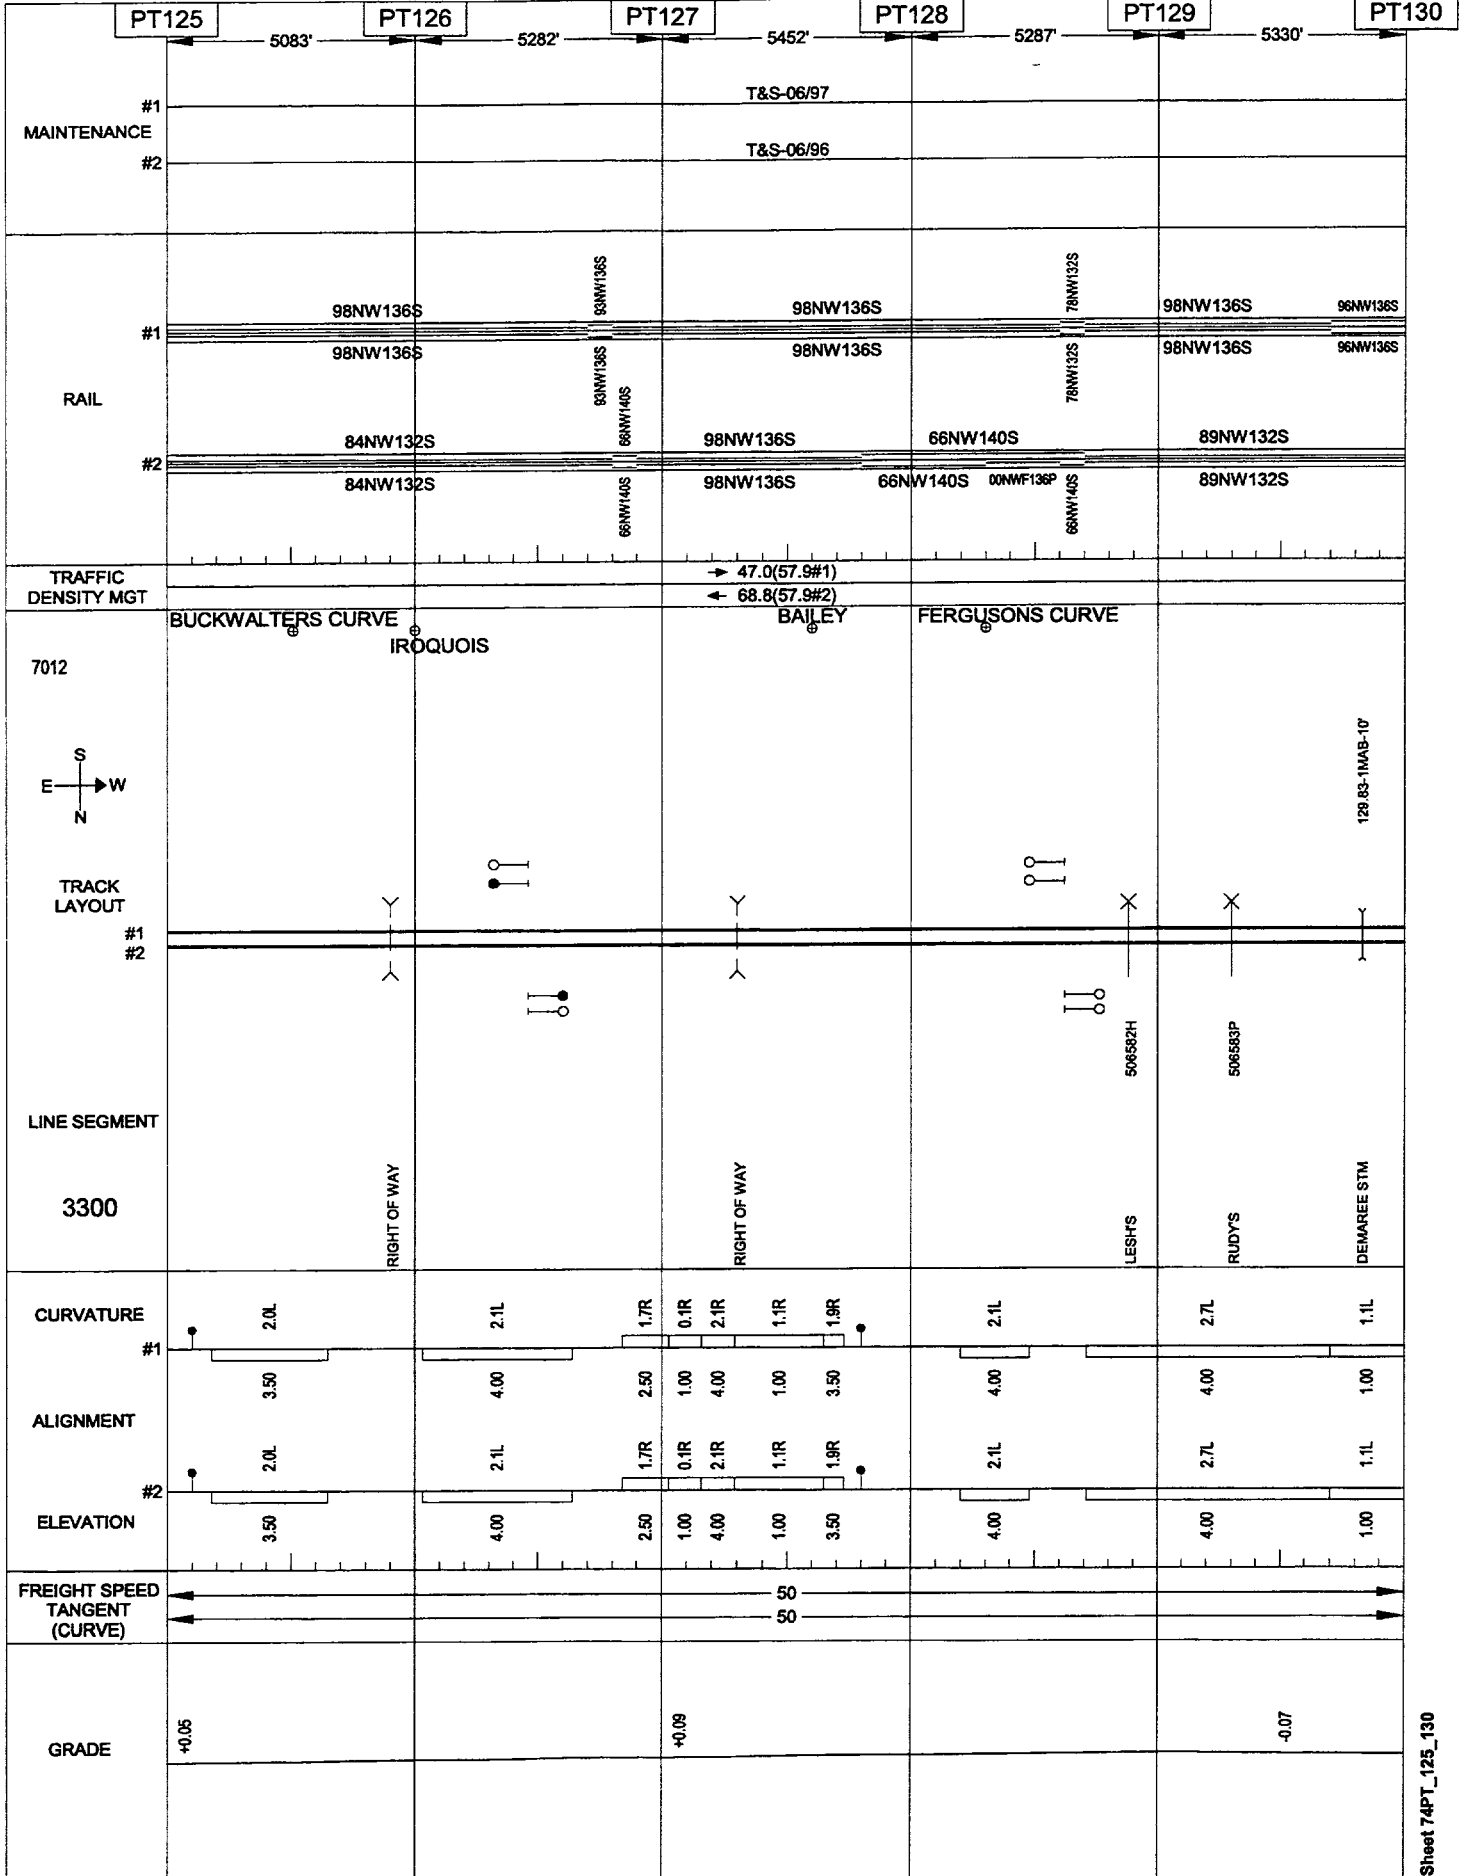 PT125 PT126 PT127 PT128 PT129 PT130
5083' 5282' 5452' 5287' 5330'
#1 T&S-06/97
MAINTENANCE
#2 T&S-06/96
93NW136S 78NW132S
98NW136S 98NW136S 98NW136S 96NW136S
#1
98NW136S 98NW136S 98NW136S 96NW136S
93NW136S 78NW132S
RAIL
66NW140S
84NW132S 98NW136S 66NW140S 89NW132S
#2
84NW132S 98NW136S 66NW140S 00NWF136P 89NW132S
66NW140S 66NW140S
TRAFFIC
DENSITY MGT
47.0(57.9#1)
68.8(57.9#2)
BUCKWALTERS CURVE BAILEY FERGUSONS CURVE
IROQUOIS
7012
S
E W
N
129.83-1MAB-10'
TRACK
LAYOUT
#1
#2
506582H 506583P
LINE SEGMENT
3300
RIGHT OF WAY RIGHT OF WAY LESH'S RUDY'S DEMAREE STM
CURVATURE
2.0L 2.1L 1.7R 0.1R 2.1R 1.1R 1.9R 2.1L 2.7L 1.1L
#1
3.50 4.00 2.50 1.00 4.00 1.00 3.50 4.00 4.00 1.00
ALIGNMENT
2.0L 2.1L 1.7R 0.1R 2.1R 1.1R 1.9R 2.1L 2.7L 1.1L
#2
ELEVATION
3.50 4.00 2.50 1.00 4.00 1.00 3.50 4.00 4.00 1.00
FREIGHT SPEED
TANGENT
(CURVE)
50
50
GRADE
+0.05 +0.09 -0.07
Sheet 74PT_125_130